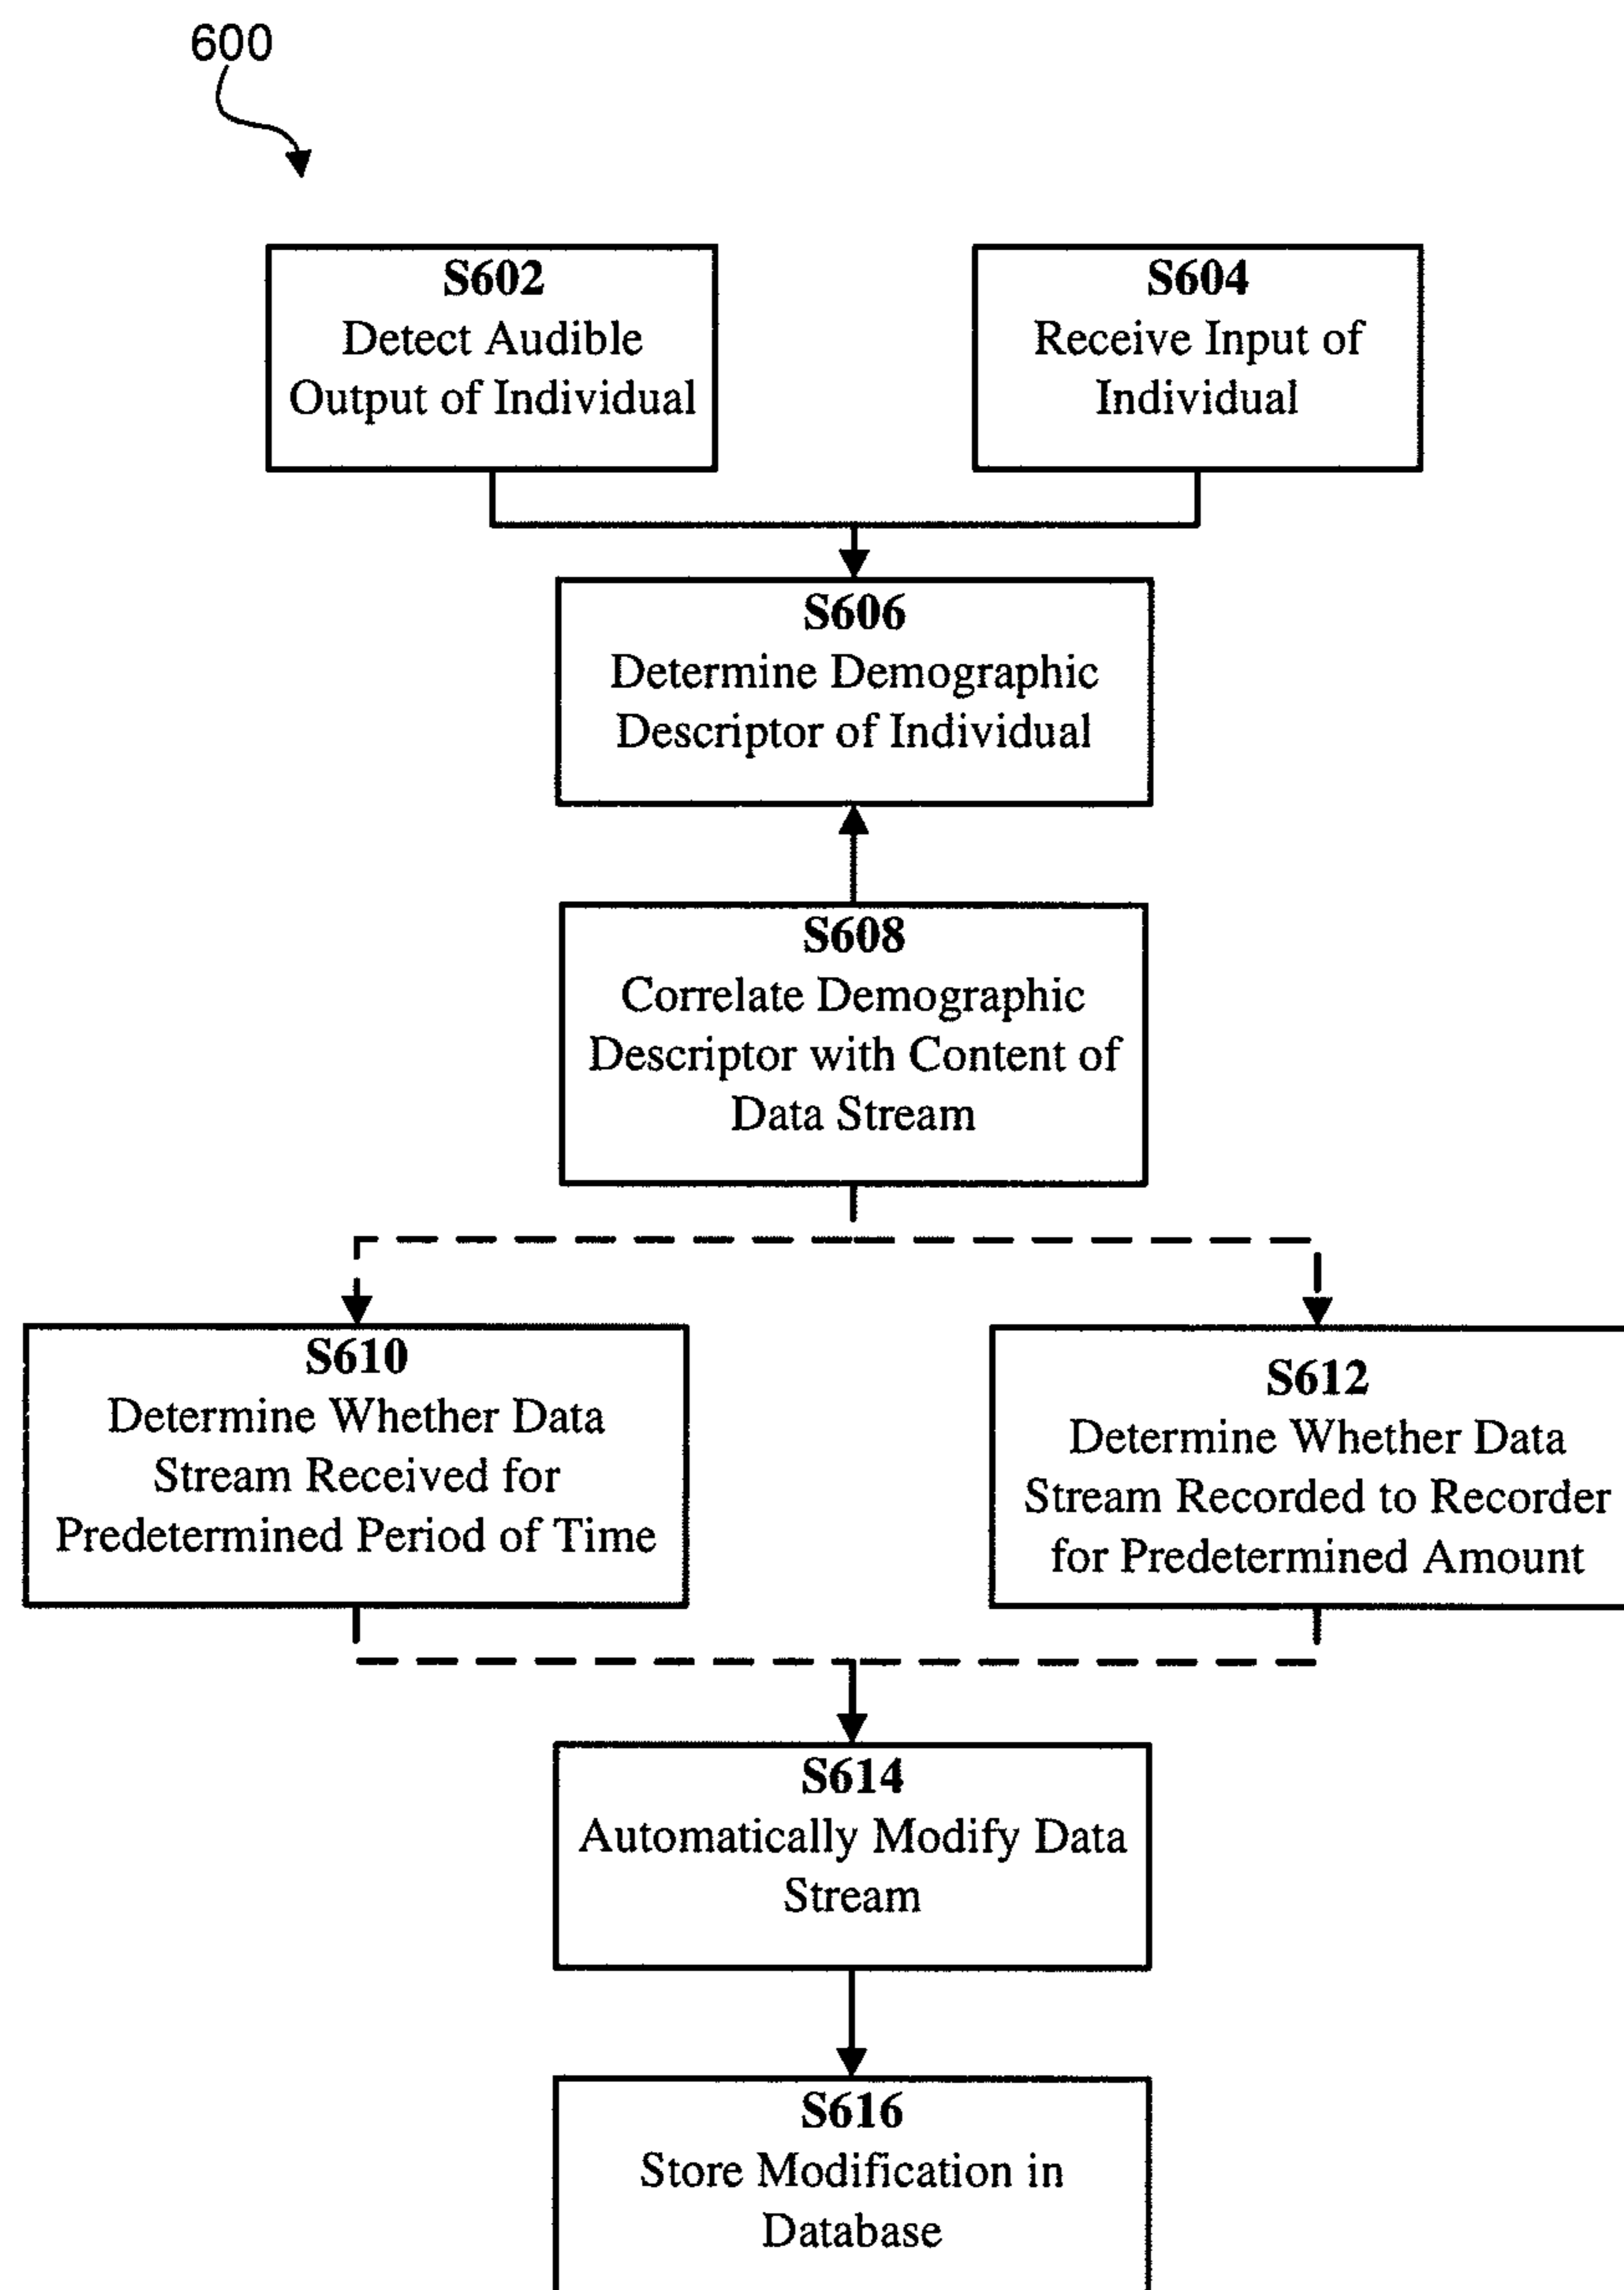 600
S602
Detect Audible
Output of Individual
S604
Receive Input of
Individual
S606
Determine Demographic
Descriptor of Individual
S608
Correlate Demographic
Descriptor with Content of
Data Stream
S610
Determine Whether Data
Stream Received for
Predetermined Period of Time
S612
Determine Whether Data
Stream Recorded to Recorder
for Predetermined Amount
S614
Automatically Modify Data
Stream
S616
Store Modification in
Database